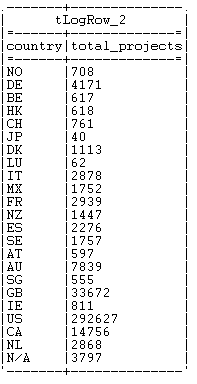 tLogRow_2
country|total_projects
NO|708
DE|4171
BE|617
HK|618
CH|761
JP|40
DK|1113
LU|62
IT|2878
MX|1752
FR|2939
NZ|1447
ES|2276
SE|1757
AT|597
AU|7839
SG|555
GB|33672
IE|811
US|292627
CA|14756
NL|2868
N/A|3797